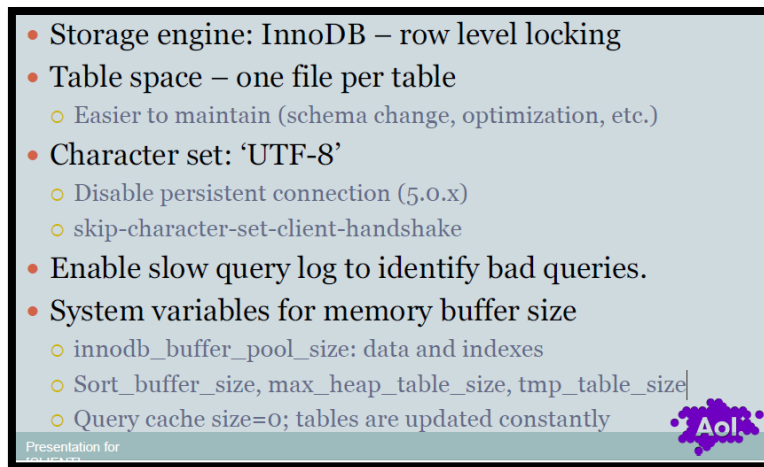 • Storage engine: InnoDB – row level locking
• Table space – one file per table
○ Easier to maintain (schema change, optimization, etc.)
• Character set: ‘UTF-8’
○ Disable persistent connection (5.0.x)
○ skip-character-set-client-handshake
• Enable slow query log to identify bad queries.
• System variables for memory buffer size
○ innodb_buffer_pool_size: data and indexes
○ Sort_buffer_size, max_heap_table_size, tmp_table_size
○ Query cache size=0; tables are updated constantly
Aol.
Presentation for
[CLIENT]